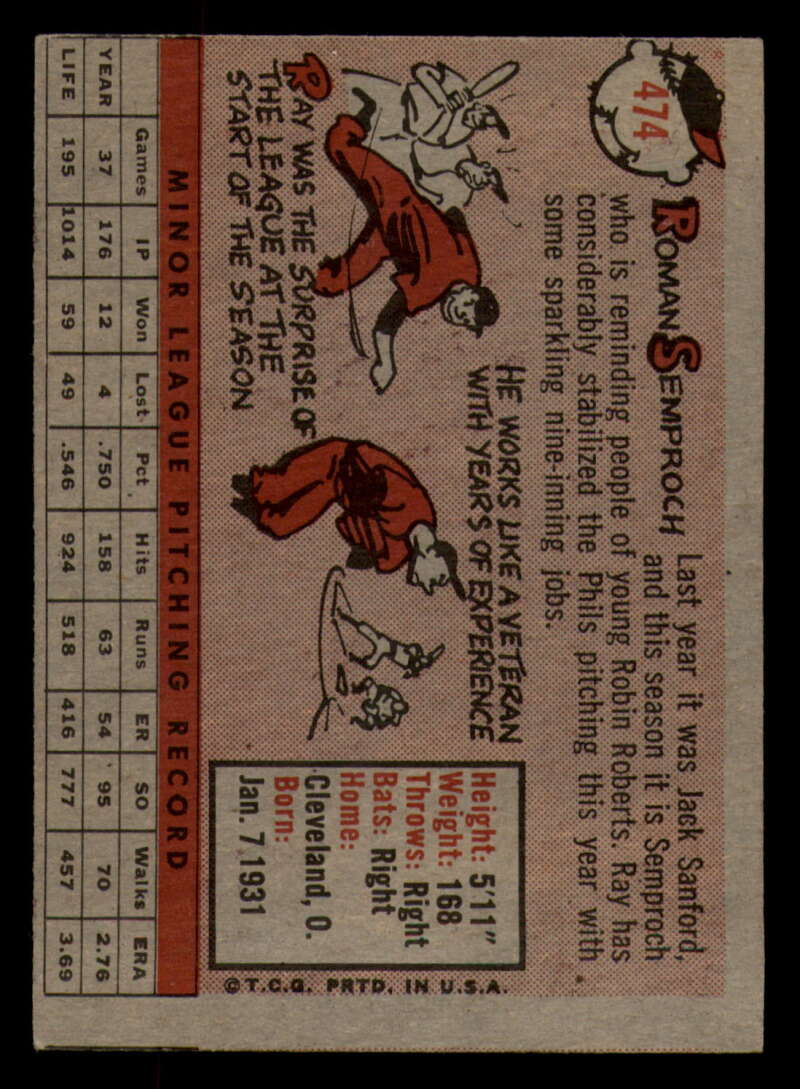 474
ROMAN SEMPROCH
Last year it was Jack Sanford,
and this season it is Semproch
who is reminding people of young Robin Roberts. Ray has
considerably stabilized the Phils pitching this year with
some sparkling nine-inning jobs.
RAY WAS THE SURPRISE OF
THE LEAGUE AT THE
START OF THE SEASON
HE WORKS LIKE A VETERAN
WITH YEARS OF EXPERIENCE
Height: 5'11"
Weight: 168
Throws: Right
Bats: Right
Home:
Cleveland, O.
Born:
Jan. 7 1931
©T.C.G. PRTD. IN U.S.A.
MINOR LEAGUE PITCHING RECORD
Games IP Won Lost Pct. Hits Runs ER SO Walks ERA
YEAR 37 176 12 4 .750 158 63 54 95 70 2.76
LIFE 195 1014 59 49 .546 924 518 416 777 457 3.69